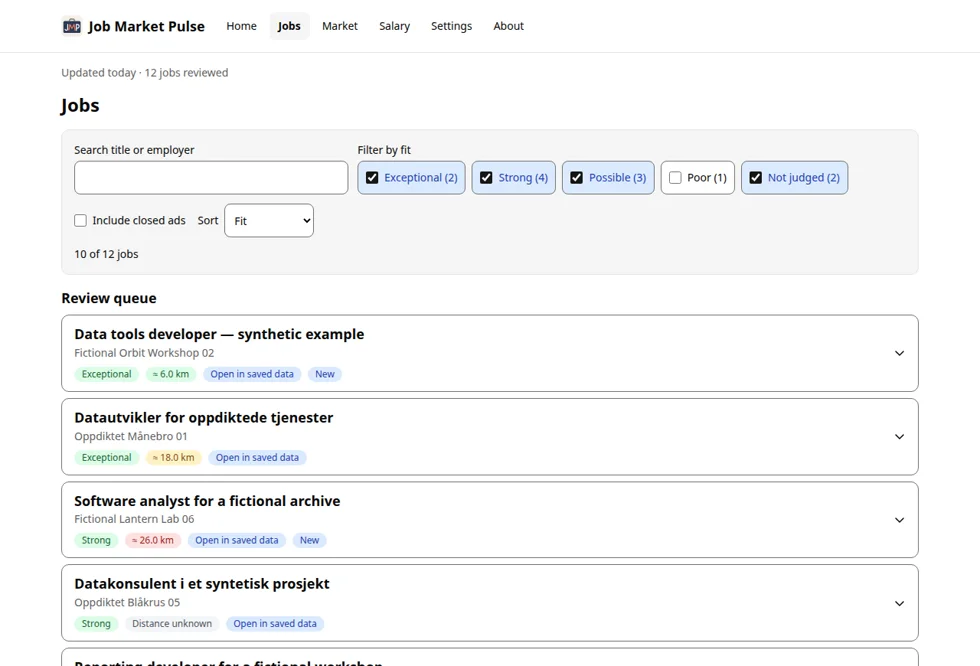 JMP Job Market Pulse Home Jobs Market Salary Settings About
Updated today · 12 jobs reviewed
Jobs
Search title or employer
Filter by fit
Exceptional (2) Strong (4) Possible (3) Poor (1) Not judged (2)
Include closed ads Sort Fit
10 of 12 jobs
Review queue
Data tools developer — synthetic example
Fictional Orbit Workshop 02
Exceptional ≈ 6.0 km Open in saved data New
Datautvikler for oppdiktede tjenester
Oppdiktet Månebro 01
Exceptional ≈ 18.0 km Open in saved data
Software analyst for a fictional archive
Fictional Lantern Lab 06
Strong ≈ 26.0 km Open in saved data New
Datakonsulent i et syntetisk prosjekt
Oppdiktet Blåkrus 05
Strong Distance unknown Open in saved data
Reporting developer for a fictional workshop